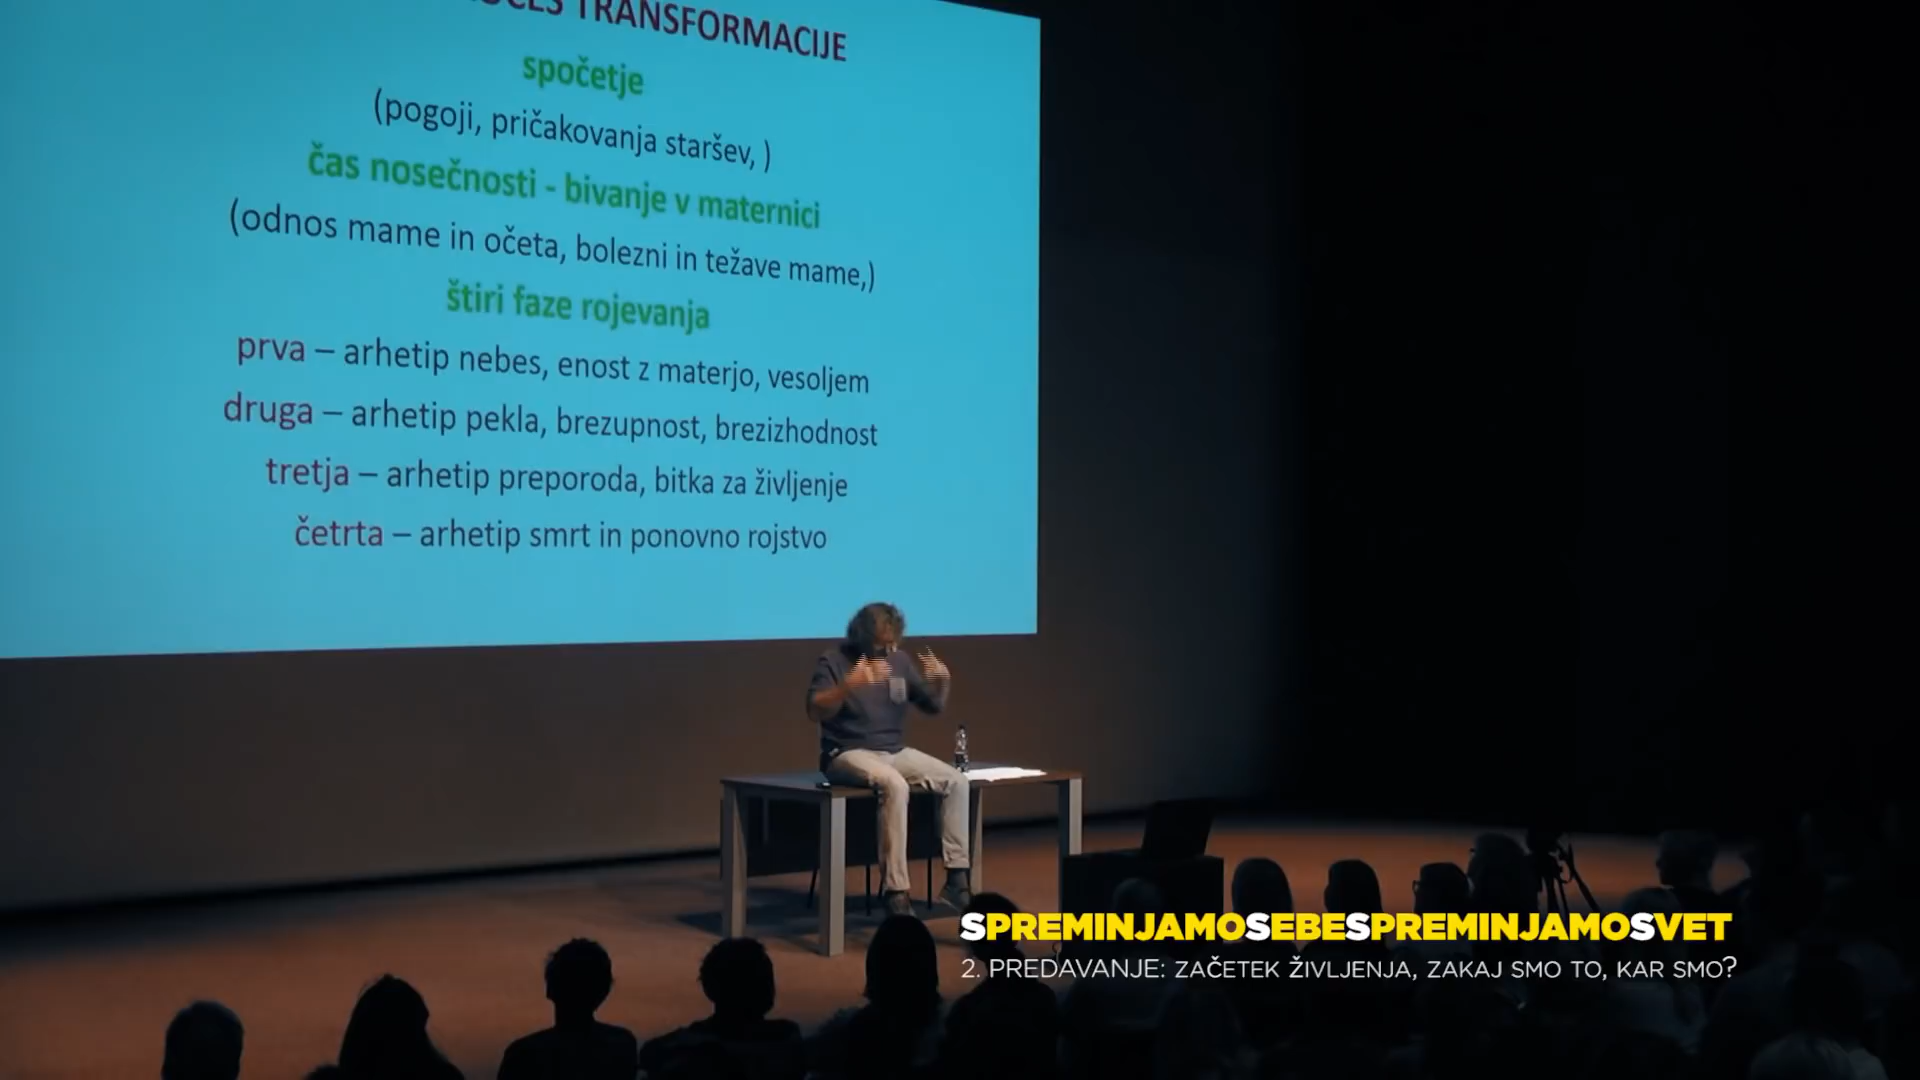 TRANSFORMACIJE
spočetje
(pogoji, pričakovanja staršev, )
čas nosečnosti - bivanje v maternici
(odnos mame in očeta, bolezni in težave mame,)
štiri faze rojevanja
prva – arhetip nebes, enost z materjo, vesoljem
druga – arhetip pekla, brezupnost, brezizhodnost
tretja – arhetip preporoda, bitka za življenje
četrta – arhetip smrt in ponovno rojstvo
SPREMINJAMOSEBESPREMINJAMOSVET
2. PREDAVANJE: ZAČETEK ŽIVLJENJA, ZAKAJ SMO TO, KAR SMO?